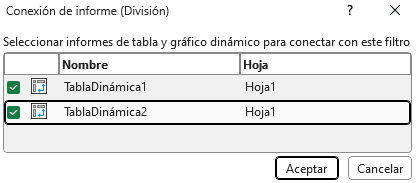 Conexión de informe (División)
?
Seleccionar informes de tabla y gráfico dinámico para conectar con este filtro
Nombre Hoja
TablaDinámica1 Hoja1
TablaDinámica2 Hoja1
Aceptar Cancelar